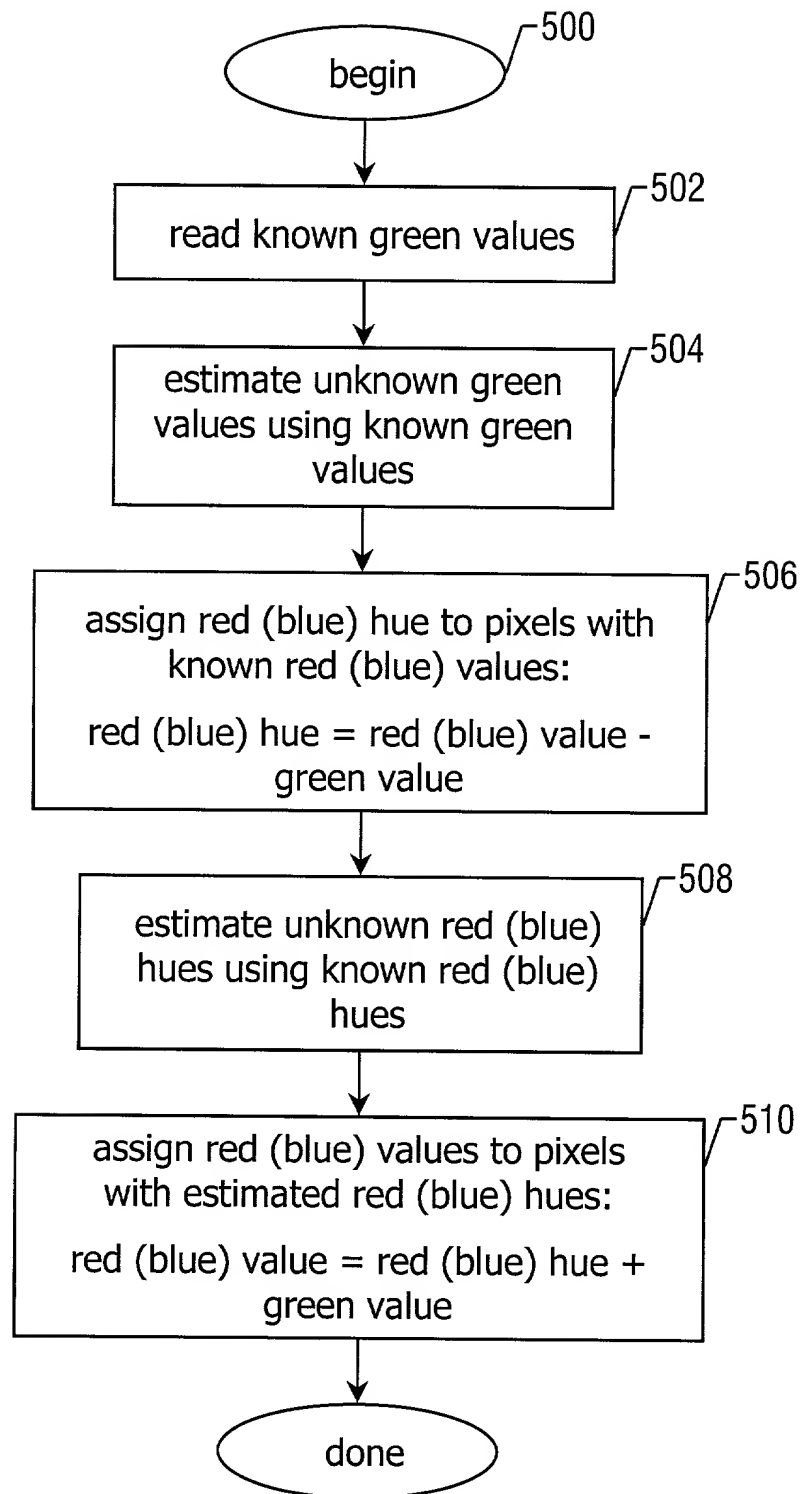 500
begin
502
read known green values
504
estimate unknown green
values using known green
values
506
assign red (blue) hue to pixels with
known red (blue) values:
red (blue) hue = red (blue) value -
green value
508
estimate unknown red (blue)
hues using known red (blue)
hues
510
assign red (blue) values to pixels
with estimated red (blue) hues:
red (blue) value = red (blue) hue +
green value
done